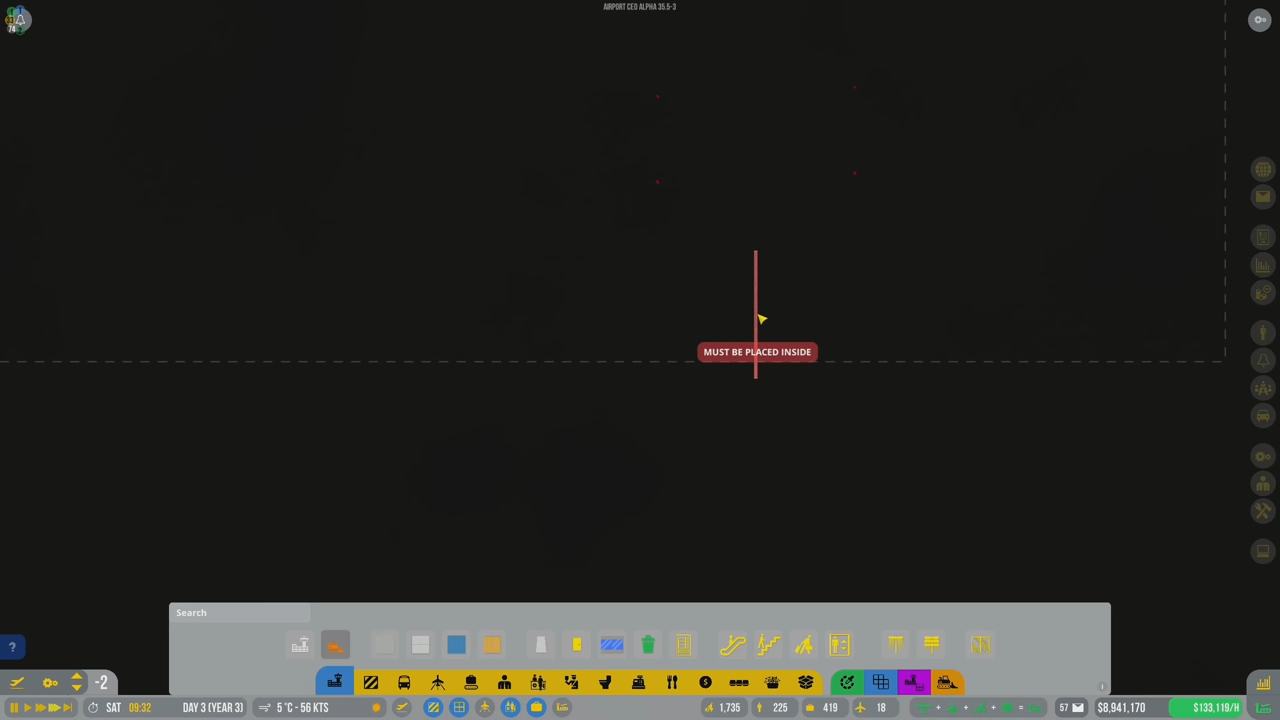 AIRPORT CEO ALPHA 35.5-3
74
MUST BE PLACED INSIDE
Search
?
-2
i
SAT 09:32
DAY 3 (YEAR 3)
5 °C - 56 KTS
1,735
225
419
18
57
$8,941,170
$133,119/H